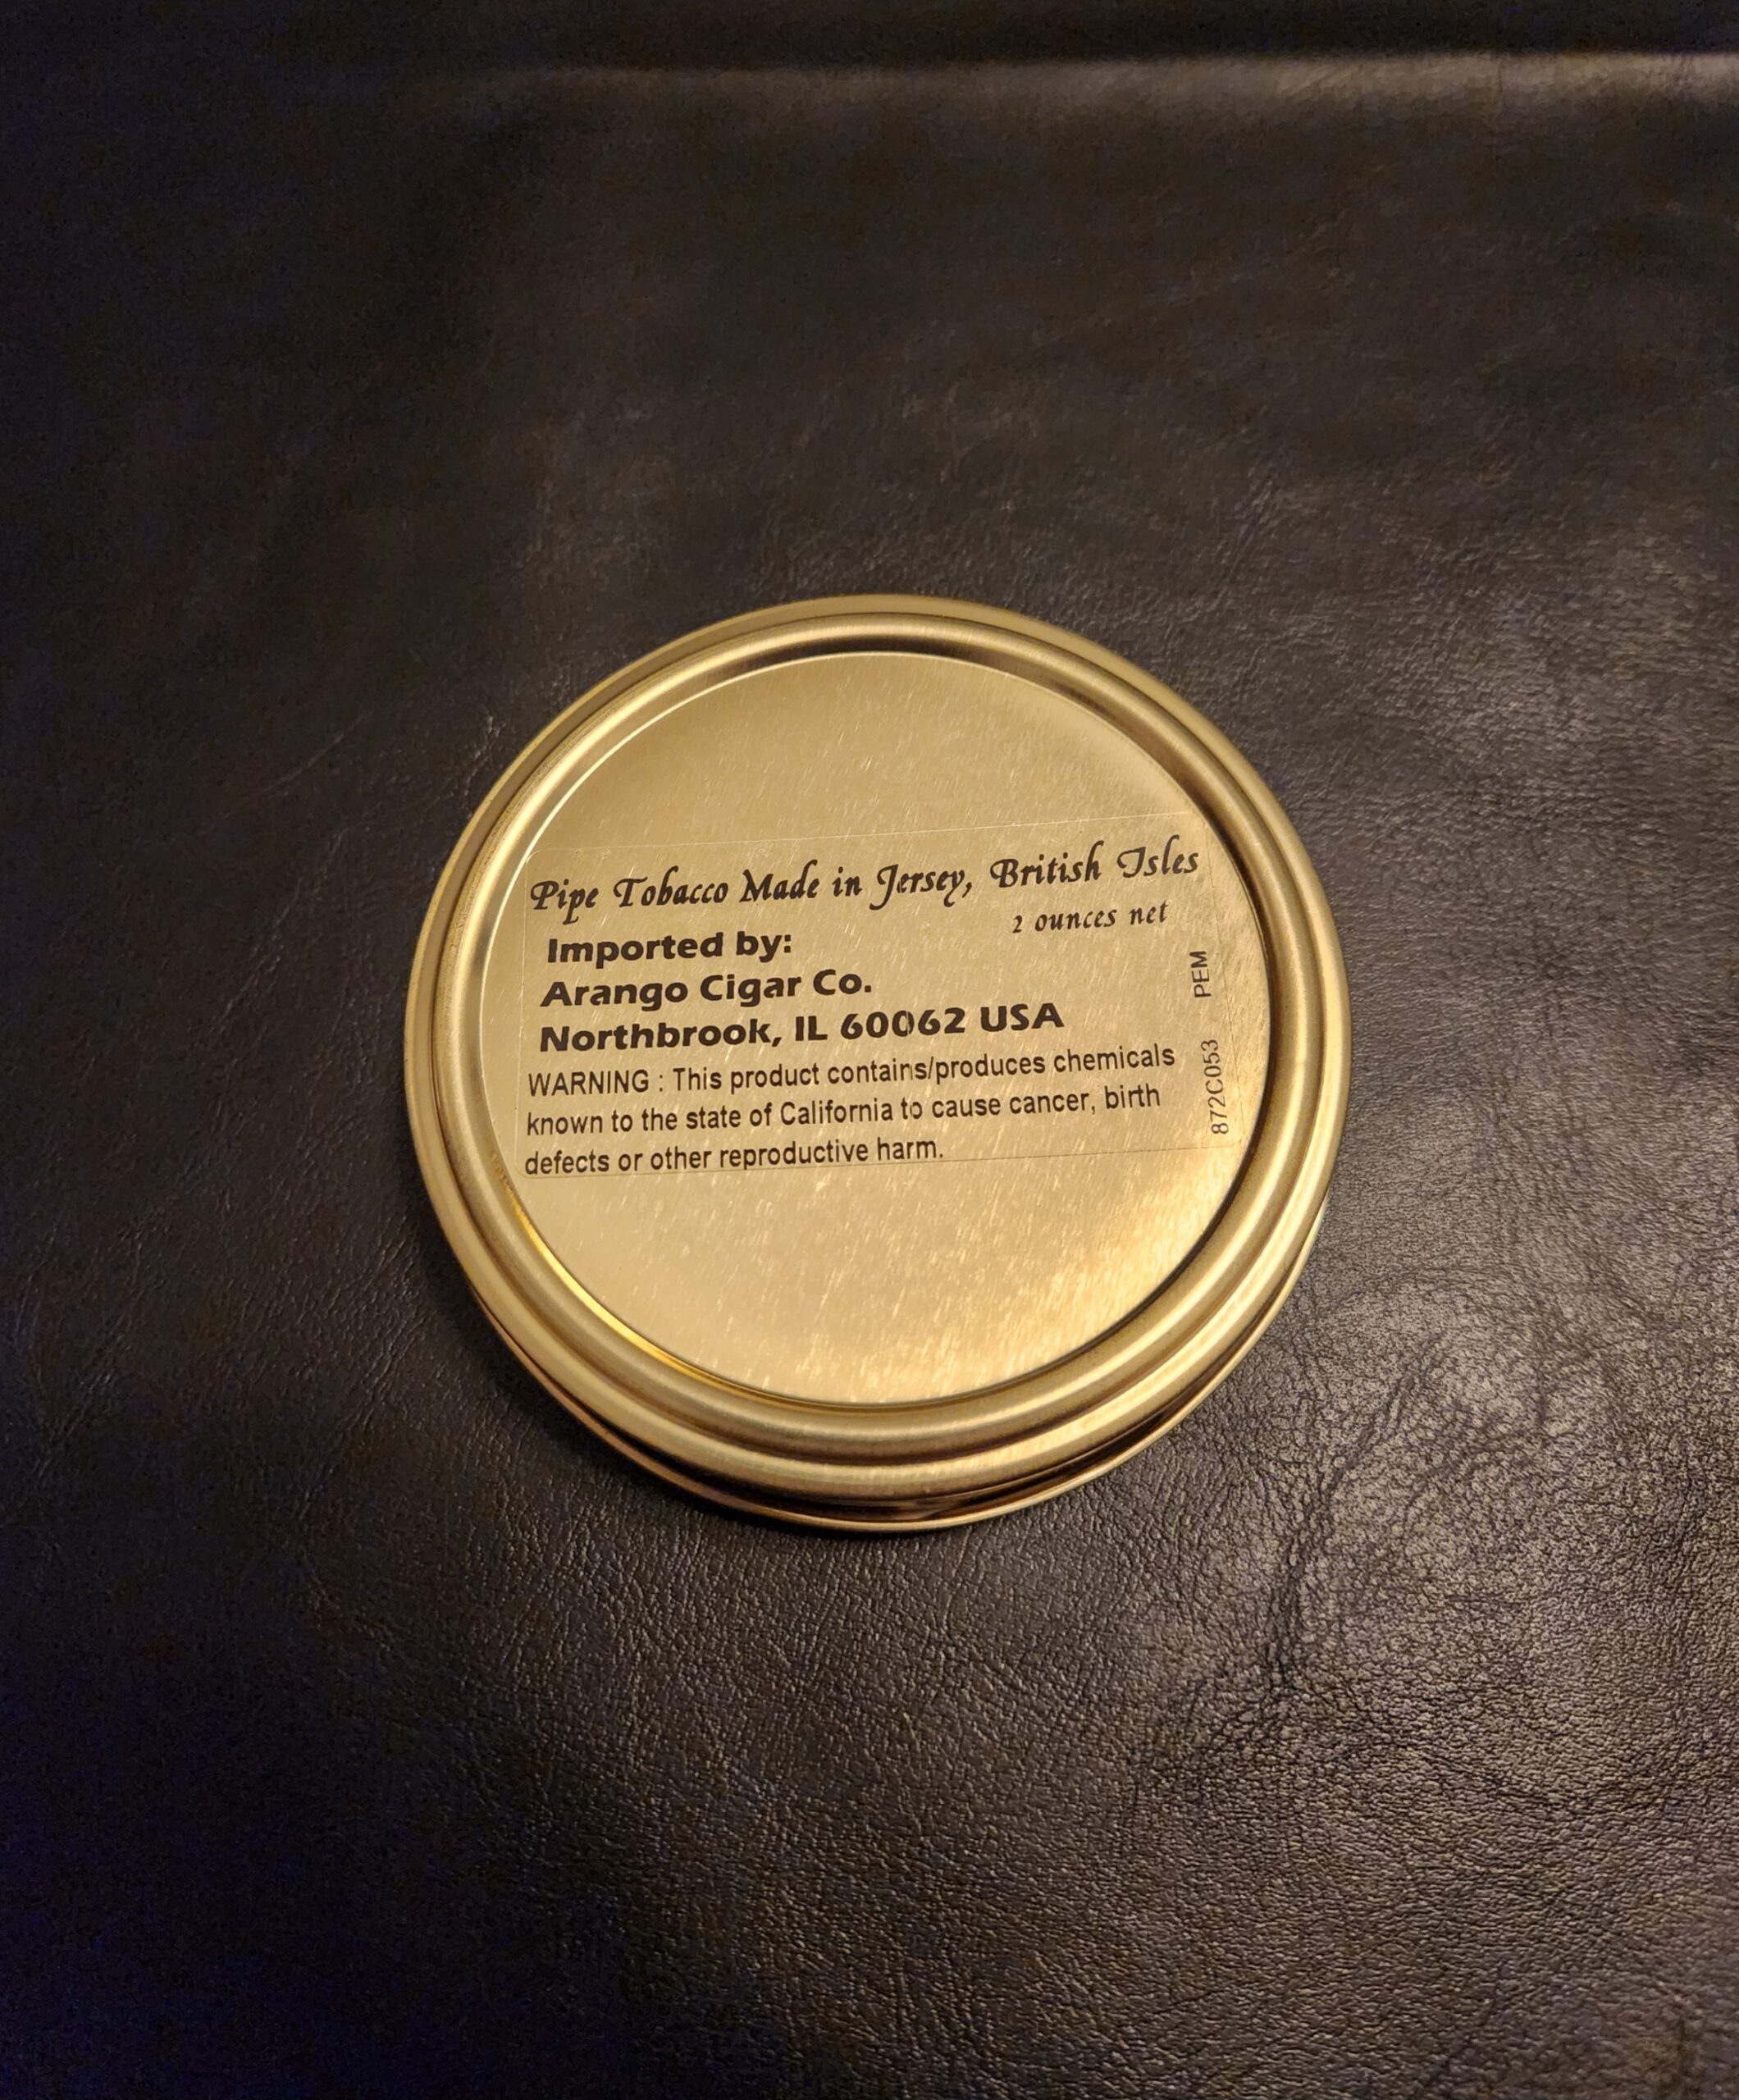 Pipe Tobacco Made in Jersey, British Isles
2 ounces net
Imported by:
Arango Cigar Co.
Northbrook, IL 60062 USA
WARNING : This product contains/produces chemicals
known to the state of California to cause cancer, birth
defects or other reproductive harm.
872C053 PEM